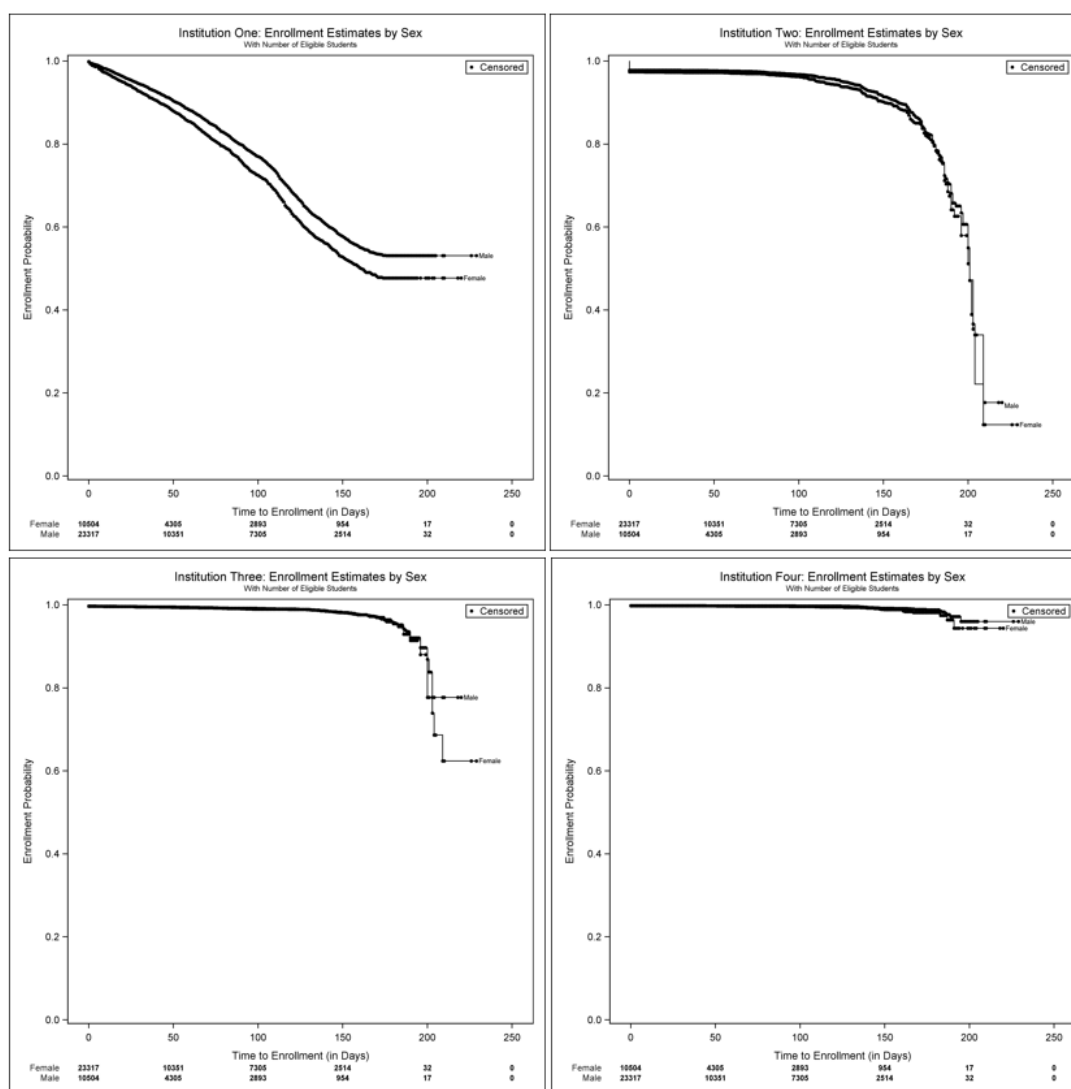 Institution One: Enrollment Estimates by Sex
With Number of Eligible Students
Censored
1.0
0.8
0.6
0.4
0.2
0.0
Enrollment Probability
Male
Female
0 50 100 150 200 250
Time to Enrollment (in Days)
Female 10504 4305 2893 954 17 0
Male 23317 10351 7305 2514 32 0
Institution Two: Enrollment Estimates by Sex
With Number of Eligible Students
Censored
1.0
0.8
0.6
0.4
0.2
0.0
Enrollment Probability
Male
Female
0 50 100 150 200 250
Time to Enrollment (in Days)
Female 23317 10351 7305 2514 32 0
Male 10504 4305 2893 954 17 0
Institution Three: Enrollment Estimates by Sex
With Number of Eligible Students
Censored
1.0
0.8
0.6
0.4
0.2
0.0
Enrollment Probability
Male
Female
0 50 100 150 200 250
Time to Enrollment (in Days)
Female 23317 10351 7305 2514 32 0
Male 10504 4305 2893 954 17 0
Institution Four: Enrollment Estimates by Sex
With Number of Eligible Students
Censored
1.0
0.8
0.6
0.4
0.2
0.0
Enrollment Probability
Male
Female
0 50 100 150 200 250
Time to Enrollment (in Days)
Female 10504 4305 2893 954 17 0
Male 23317 10351 7305 2514 32 0